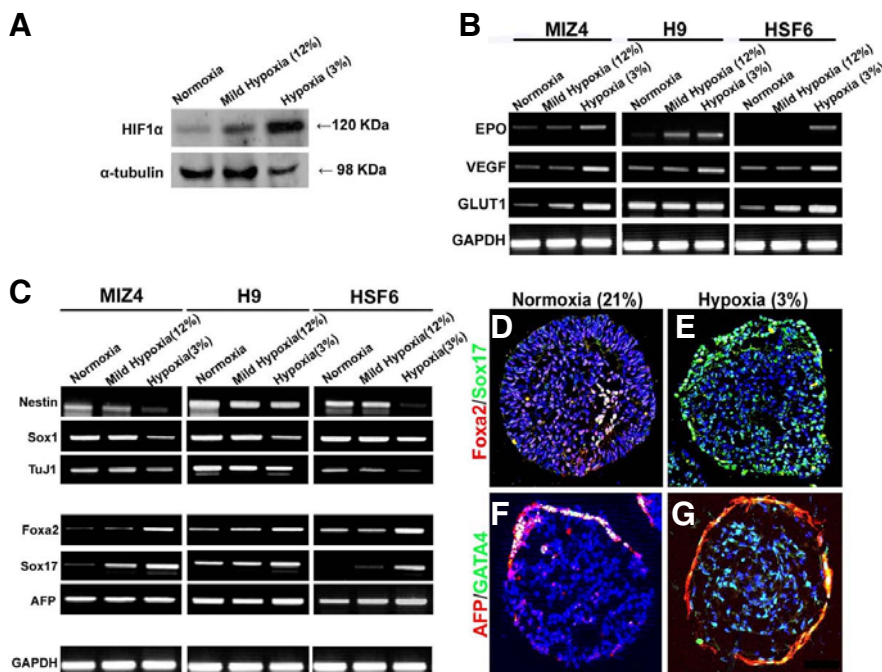 A
Normoxia
Mild Hypoxia (12%)
Hypoxia (3%)
HIF1α
←120 KDa
α-tubulin
← 98 KDa
B
MIZ4 H9 HSF6
Normoxia Mild Hypoxia (12%) Hypoxia (3%) Normoxia Mild Hypoxia (12%) Hypoxia (3%) Normoxia Mild Hypoxia (12%) Hypoxia (3%)
EPO
VEGF
GLUT1
GAPDH
C
MIZ4 H9 HSF6
Normoxia Mild Hypoxia(12%) Hypoxia(3%) Normoxia Mild Hypoxia(12%) Hypoxia(3%) Normoxia Mild Hypoxia(12%) Hypoxia(3%)
Nestin
Sox1
TuJ1
Foxa2
Sox17
AFP
GAPDH
Normoxia (21%) Hypoxia (3%)
D E
Foxa2/Sox17
F G
AFP/GATA4